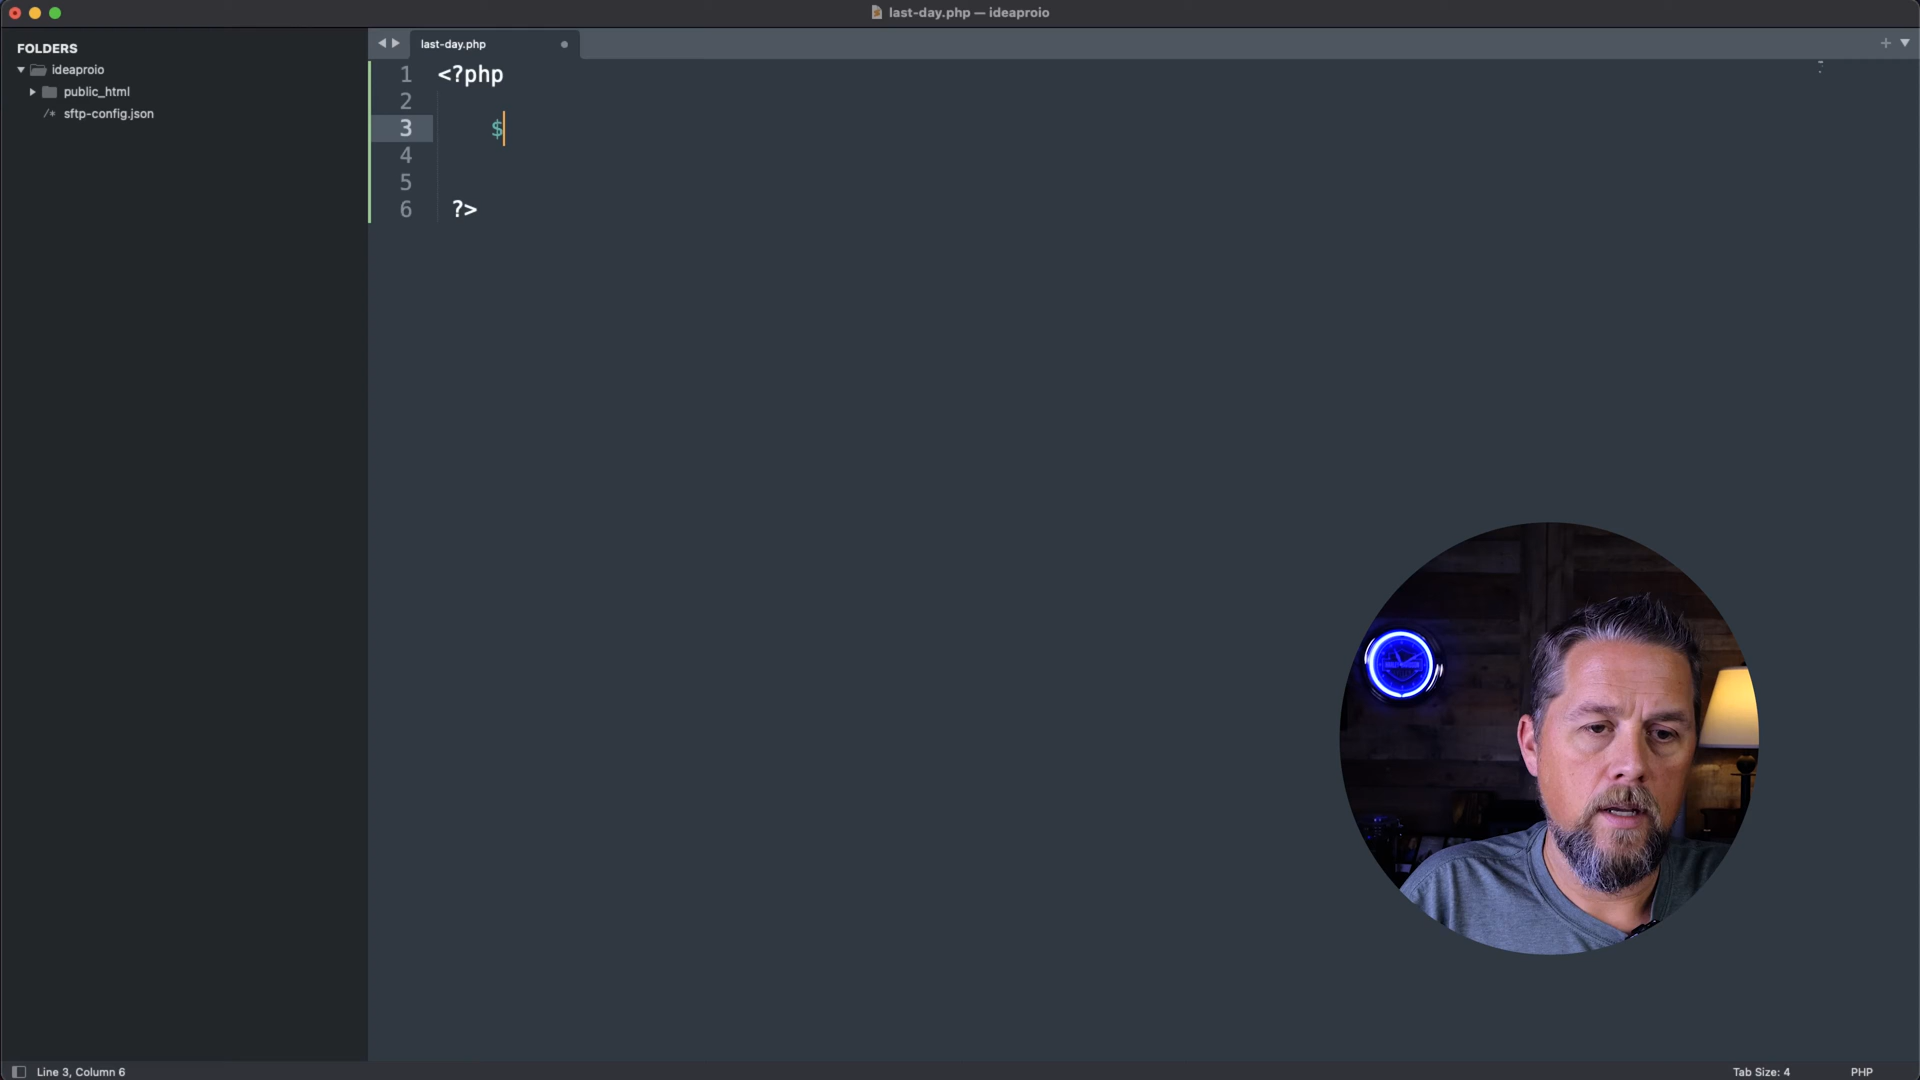 last-day.php — ideaproio
FOLDERS
ideaproio
public_html
/* sftp-config.json
last-day.php
1 <?php
2
3 $
4
5
6 ?>
Line 3, Column 6
Tab Size: 4
PHP